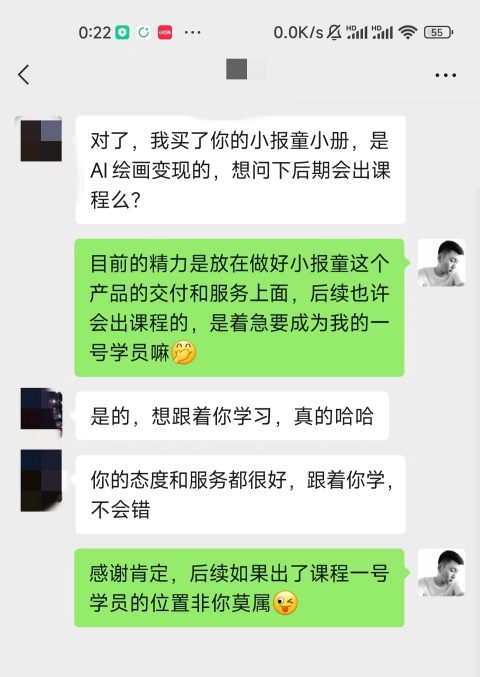 0:22 ··· 0.0K/s HD HD 55
对了，我买了你的小报童小册，是
AI绘画变现的，想问下后期会出课
程么？
目前的精力是放在做好小报童这个
产品的交付和服务上面，后续也许
会出课程的，是着急要成为我的一
号学员嘛🤭
是的，想跟着你学习，真的哈哈
你的态度和服务都很好，跟着你学，
不会错
感谢肯定，后续如果出了课程一号
学员的位置非你莫属😜